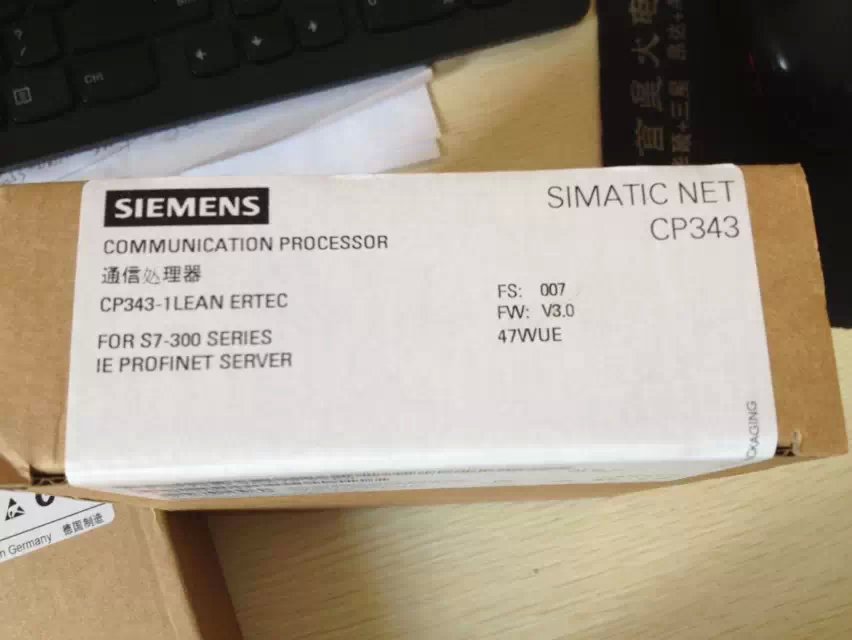 ?
/
Ctrl
SIEMENS
SIMATIC NET
CP343
COMMUNICATION PROCESSOR
通信处理器
CP343-1LEAN ERTEC
FOR S7-300 SERIES
IE PROFINET SERVER
FS: 007
FW: V3.0
47WUE
n Germany 德国制造